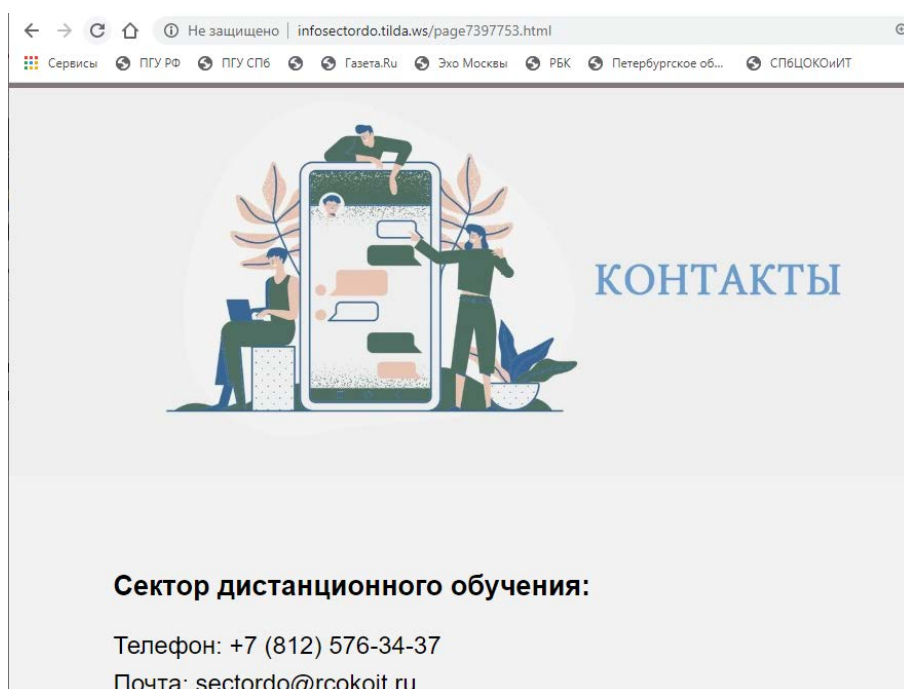 Не защищено | infosectordo.tilda.ws/page7397753.html
Сервисы ПГУ РФ ПГУ СПб Газета.Ru Эхо Москвы РБК Петербургское об... СПбЦОКОиИТ
КОНТАКТЫ
Сектор дистанционного обучения:
Телефон: +7 (812) 576-34-37
Почта: sectordo@rcokoit.ru